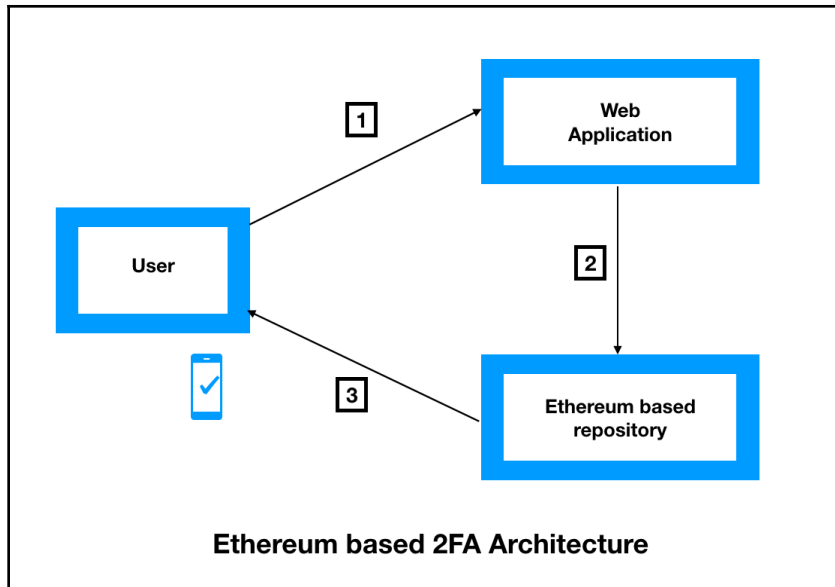 1
Web
Application
User
2
3
Ethereum based
repository
Ethereum based 2FA Architecture